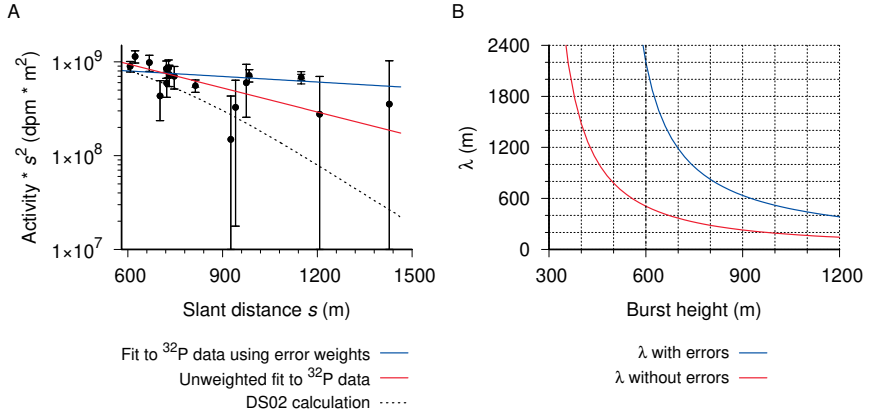 A
Activity * s² (dpm * m²)
1×10⁹
1×10⁸
1×10⁷
600 900 1200 1500
Slant distance s (m)
Fit to ³²P data using error weights
Unweighted fit to ³²P data
DS02 calculation
B
λ (m)
2400
1800
1200
600
0
300 600 900 1200
Burst height (m)
λ with errors
λ without errors